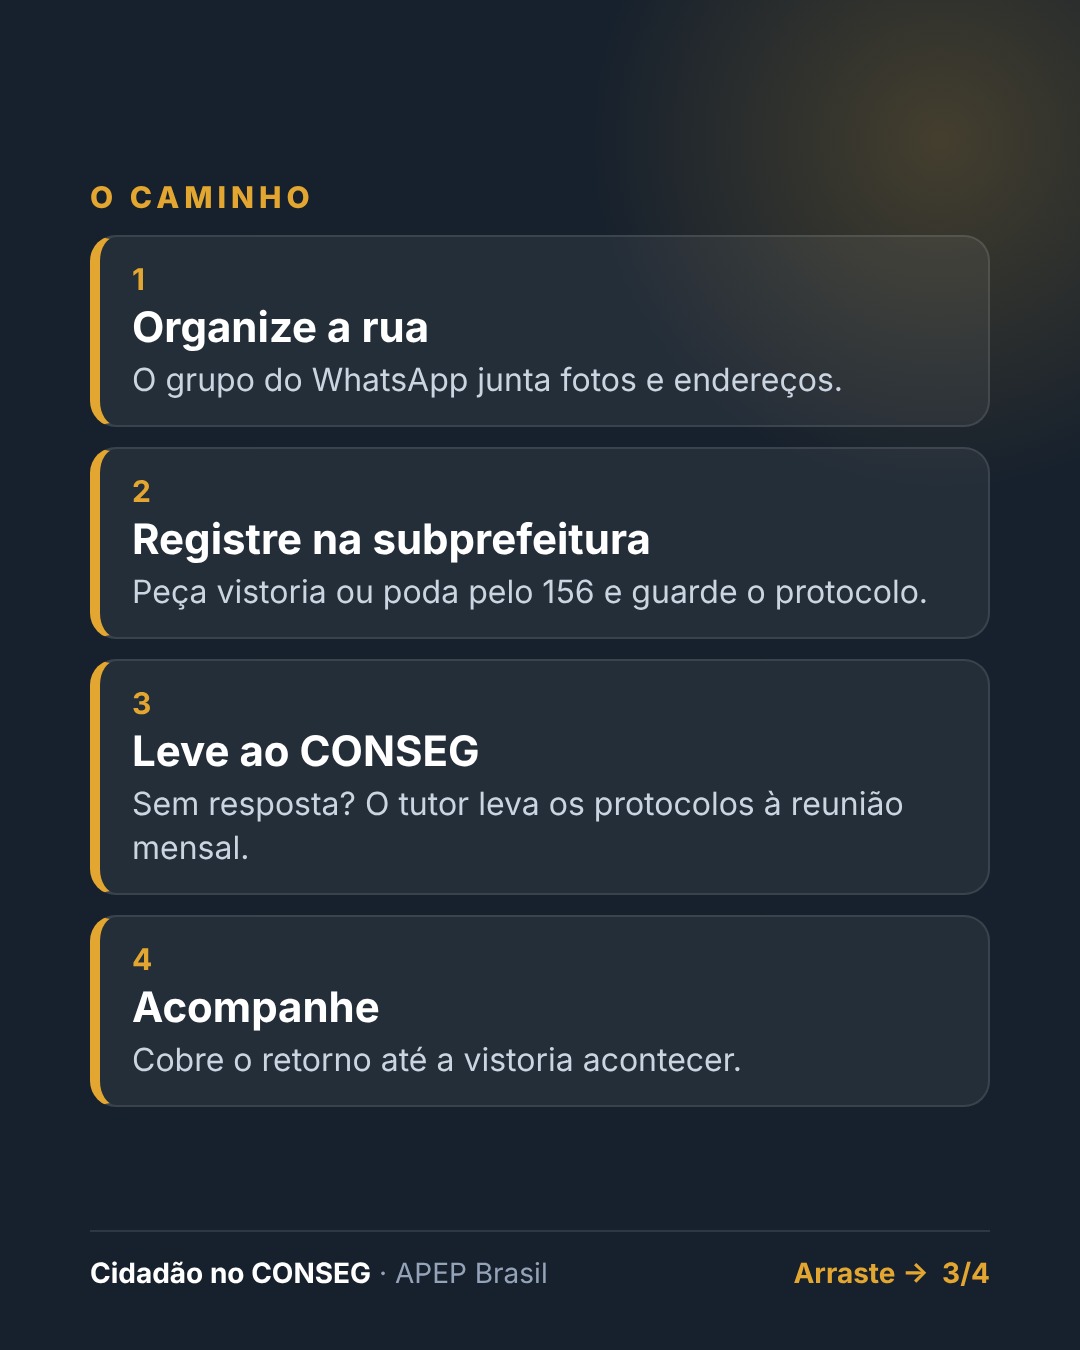 O CAMINHO
1
Organize a rua
O grupo do WhatsApp junta fotos e endereços.
2
Registre na subprefeitura
Peça vistoria ou poda pelo 156 e guarde o protocolo.
3
Leve ao CONSEG
Sem resposta? O tutor leva os protocolos à reunião
mensal.
4
Acompanhe
Cobre o retorno até a vistoria acontecer.
Cidadão no CONSEG · APEP Brasil
Arraste → 3/4